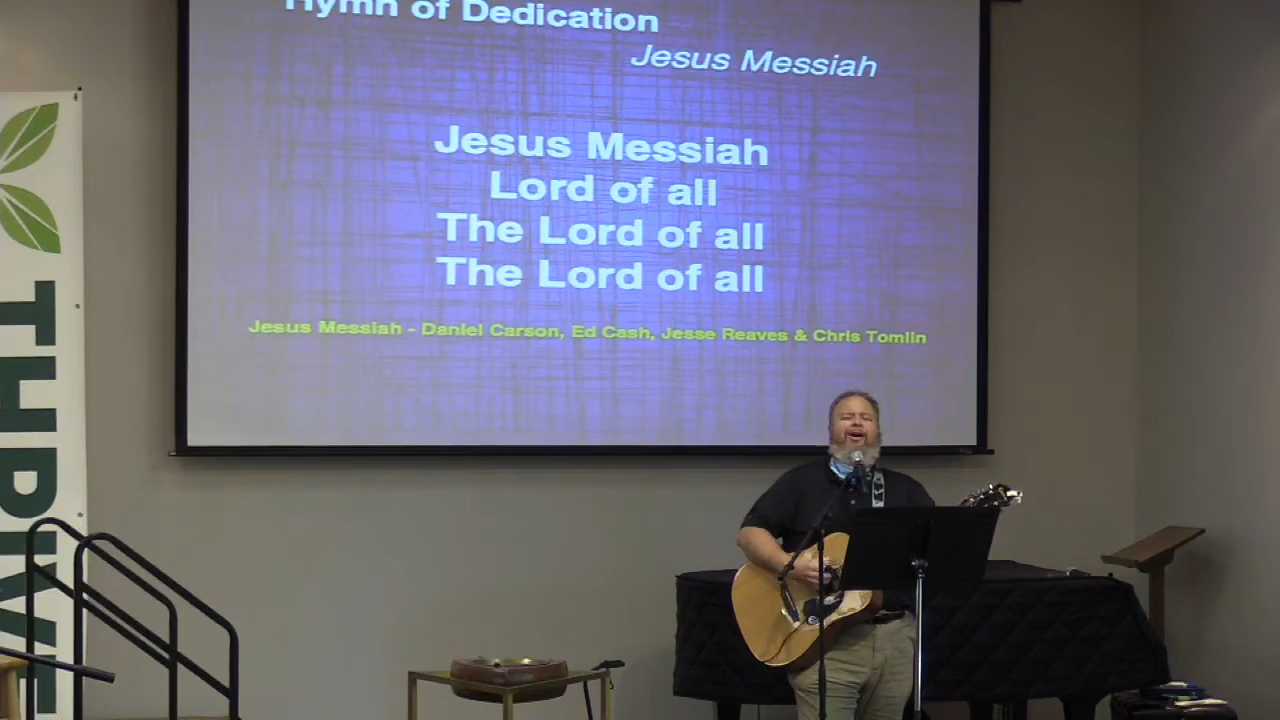 Hymn of Dedication
Jesus Messiah
Jesus Messiah
Lord of all
The Lord of all
The Lord of all
Jesus Messiah - Daniel Carson, Ed Cash, Jesse Reaves & Chris Tomlin
THRIVE